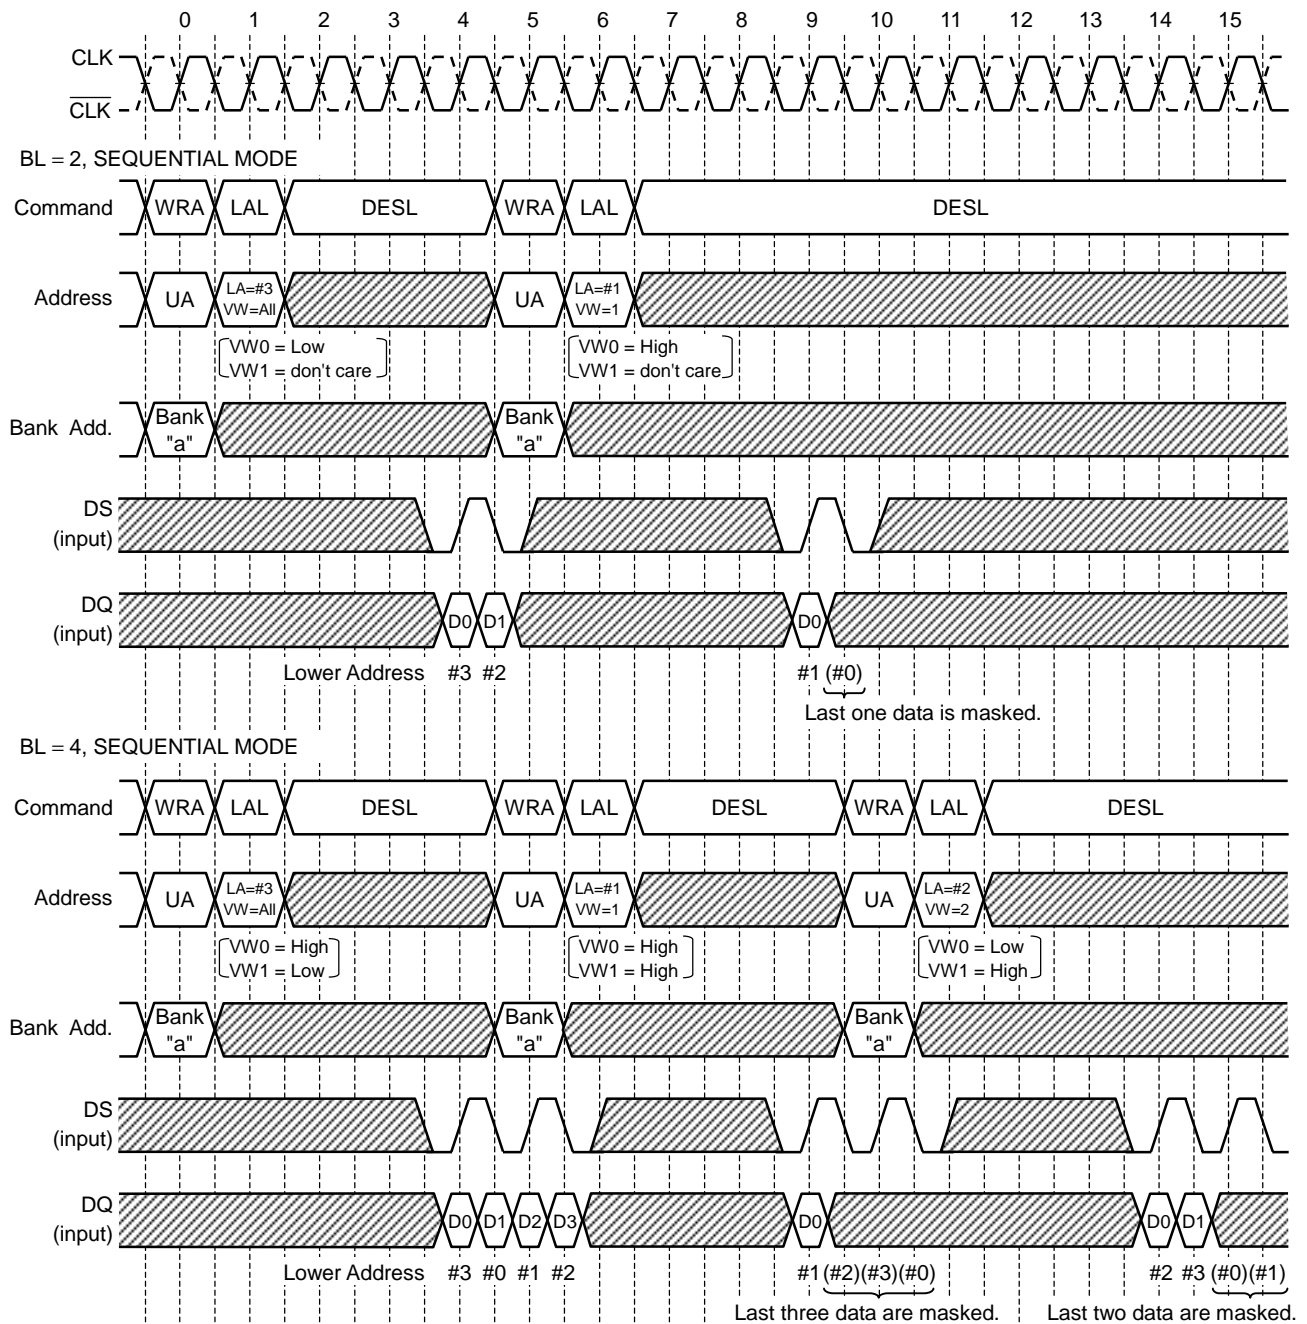 0 1 2 3 4 5 6 7 8 9 10 11 12 13 14 15
CLK
CLK
BL = 2, SEQUENTIAL MODE
Command WRA LAL DESL WRA LAL DESL
Address UA LA=#3 VW=All UA LA=#1 VW=1
VW0 = Low VW0 = High
VW1 = don't care VW1 = don't care
Bank Add. Bank "a" Bank "a"
DS
(input)
DQ
(input) D0 D1 D0
Lower Address #3 #2 #1 (#0)
Last one data is masked.
BL = 4, SEQUENTIAL MODE
Command WRA LAL DESL WRA LAL DESL WRA LAL DESL
Address UA LA=#3 VW=All UA LA=#1 VW=1 UA LA=#2 VW=2
VW0 = High VW0 = High VW0 = Low
VW1 = Low VW1 = High VW1 = High
Bank Add. Bank "a" Bank "a" Bank "a"
DS
(input)
DQ
(input) D0 D1 D2 D3 D0 D0 D1
Lower Address #3 #0 #1 #2 #1 (#2)(#3)(#0) #2 #3 (#0)(#1)
Last three data are masked. Last two data are masked.